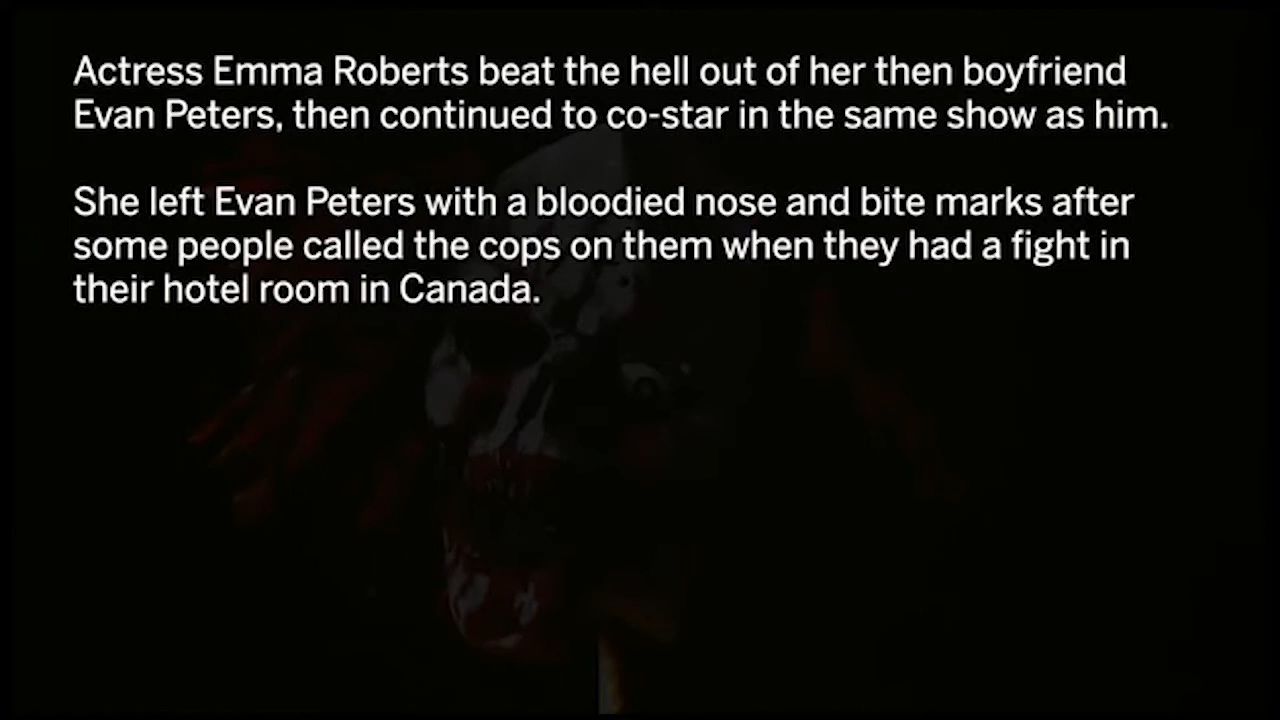 Actress Emma Roberts beat the hell out of her then boyfriend
Evan Peters, then continued to co-star in the same show as him.
She left Evan Peters with a bloodied nose and bite marks after
some people called the cops on them when they had a fight in
their hotel room in Canada.